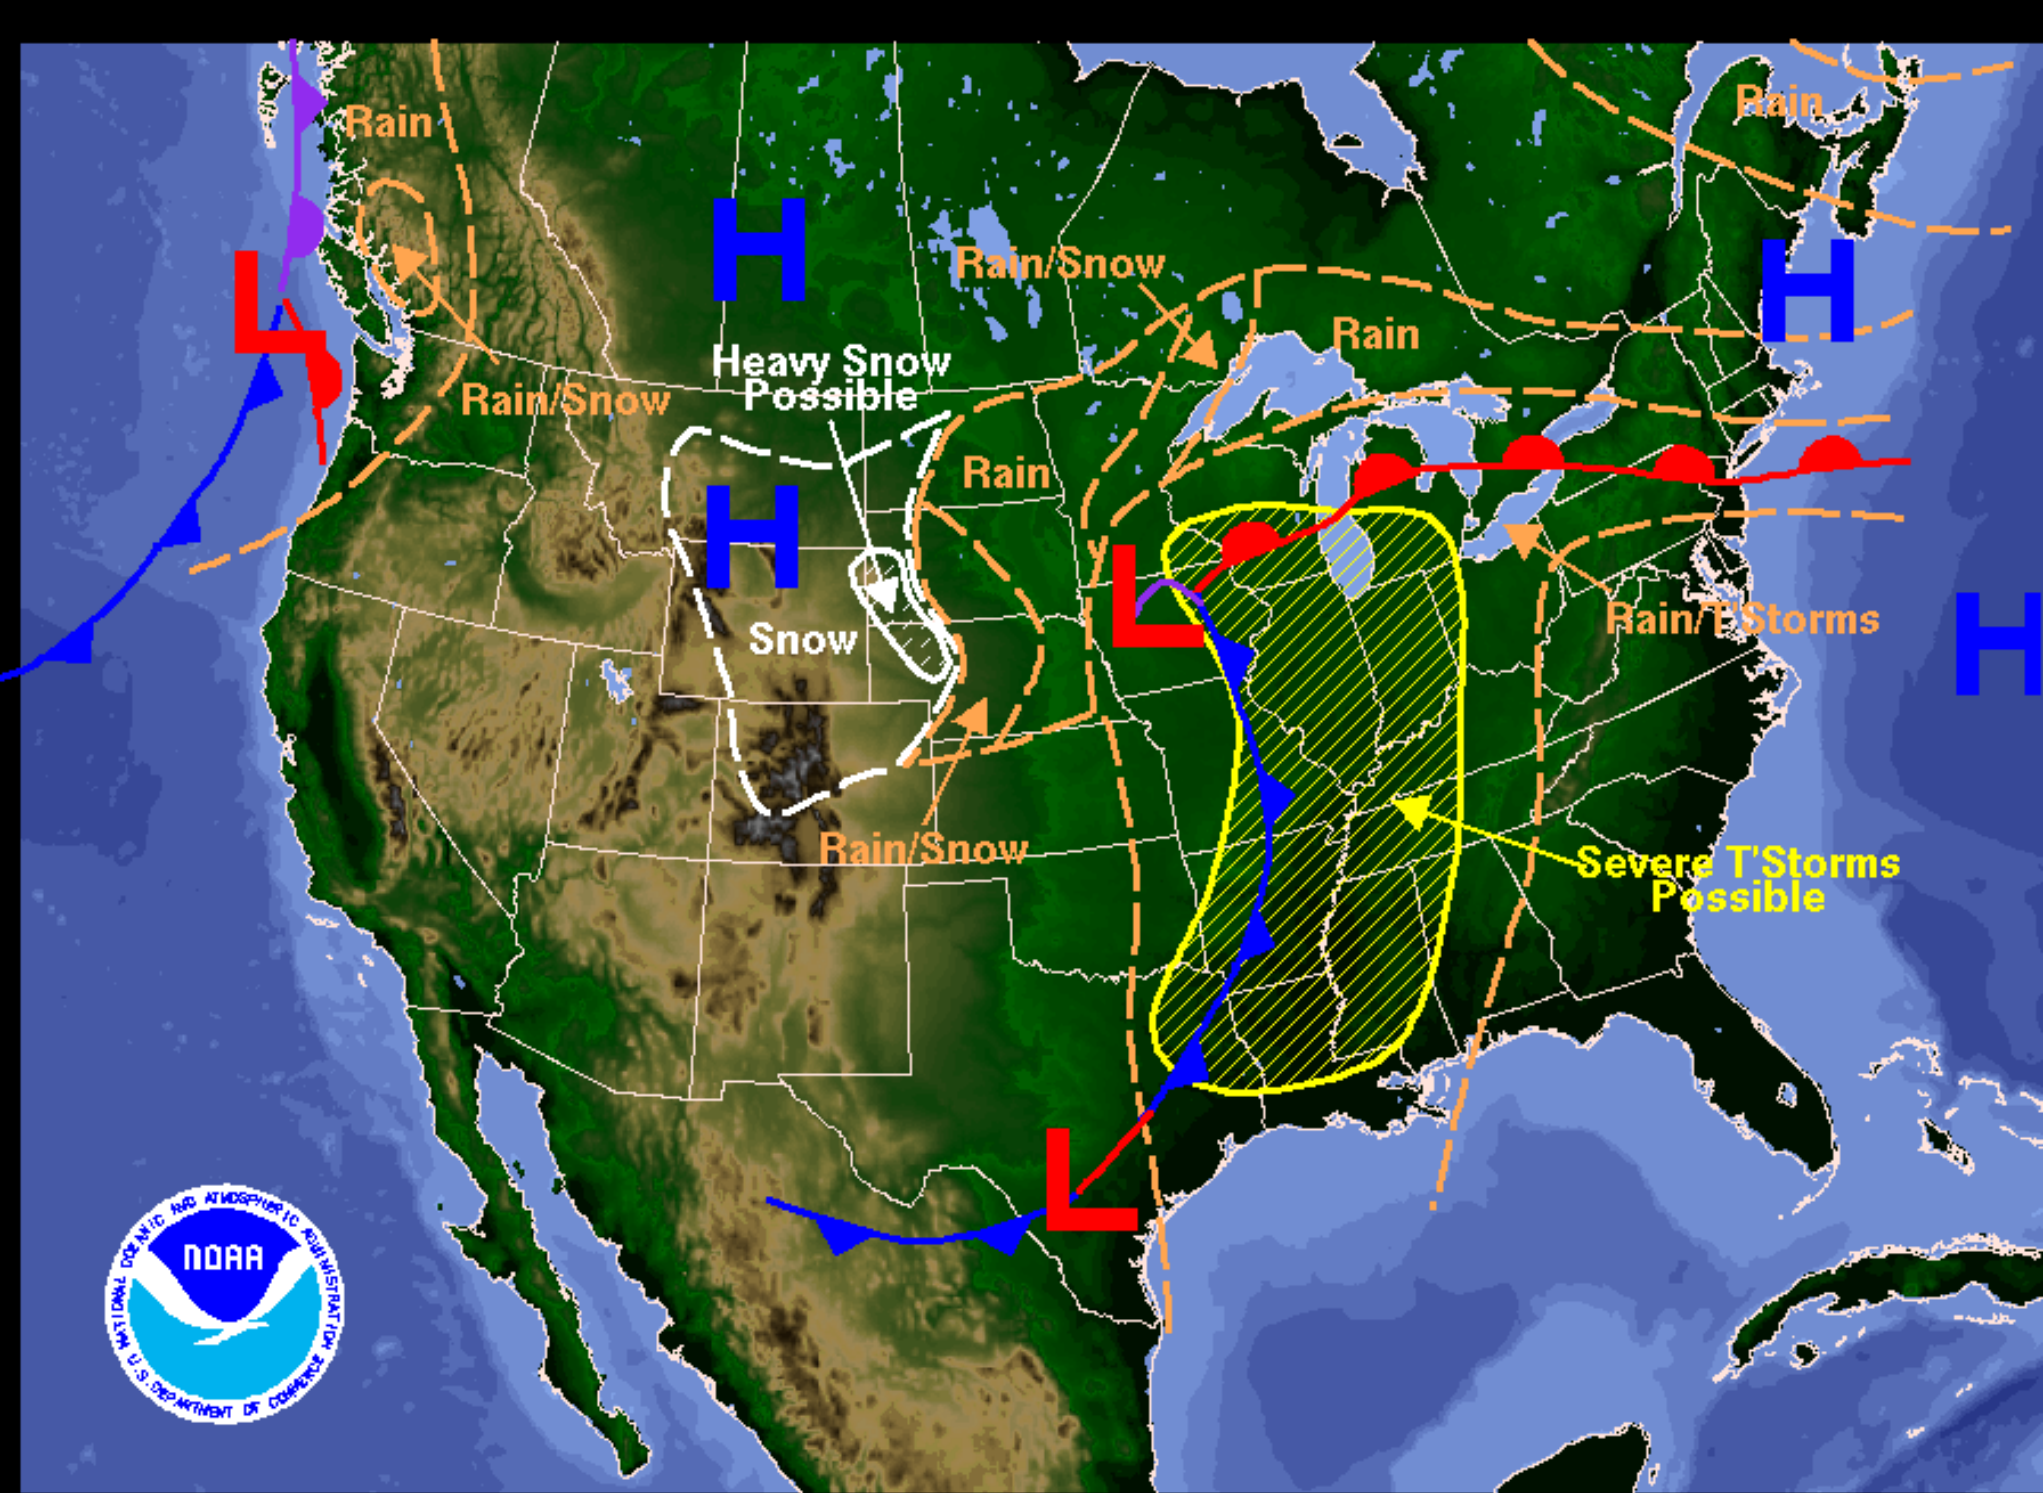 Rain
Rain
H
H
Rain/Snow
L
Rain
Heavy Snow
Possible
Rain/Snow
Rain
H
L
H
Snow
Rain/T'Storms
Rain/Snow
Severe T'Storms
Possible
L
NATIONAL OCEANIC AND ATMOSPHERIC ADMINISTRATION
NOAA
U.S. DEPARTMENT OF COMMERCE